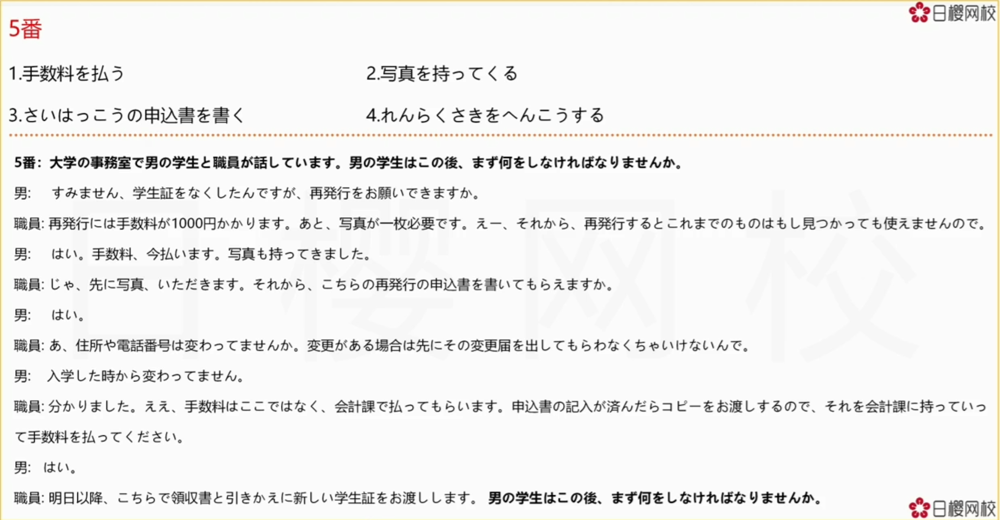 日樱网校
5番
1.手数料を払う 2.写真を持ってくる
3.さいはっこうの申込書を書く 4.れんらくさきをへんこうする
5番：大学の事務室で男の学生と職員が話しています。男の学生はこの後、まず何をしなければなりませんか。
男: すみません、学生証をなくしたんですが、再発行をお願いできますか。
職員: 再発行には手数料が1000円かかります。あと、写真が一枚必要です。えー、それから、再発行するとこれまでのものはもし見つかっても使えませんので。
男: はい。手数料、今払います。写真も持ってきました。
職員: じゃ、先に写真、いただきます。それから、こちらの再発行の申込書を書いてもらえますか。
男: はい。
職員: あ、住所や電話番号は変わってませんか。変更がある場合は先にその変更届を出してもらわなくちゃいけないんで。
男: 入学した時から変わってません。
職員: 分かりました。ええ、手数料はここではなく、会計課で払ってもらいます。申込書の記入が済んだらコピーをお渡しするので、それを会計課に持っていっ
て手数料を払ってください。
男: はい。
職員: 明日以降、こちらで領収書と引きかえに新しい学生証をお渡しします。 男の学生はこの後、まず何をしなければなりませんか。
日樱网校
日樱网校